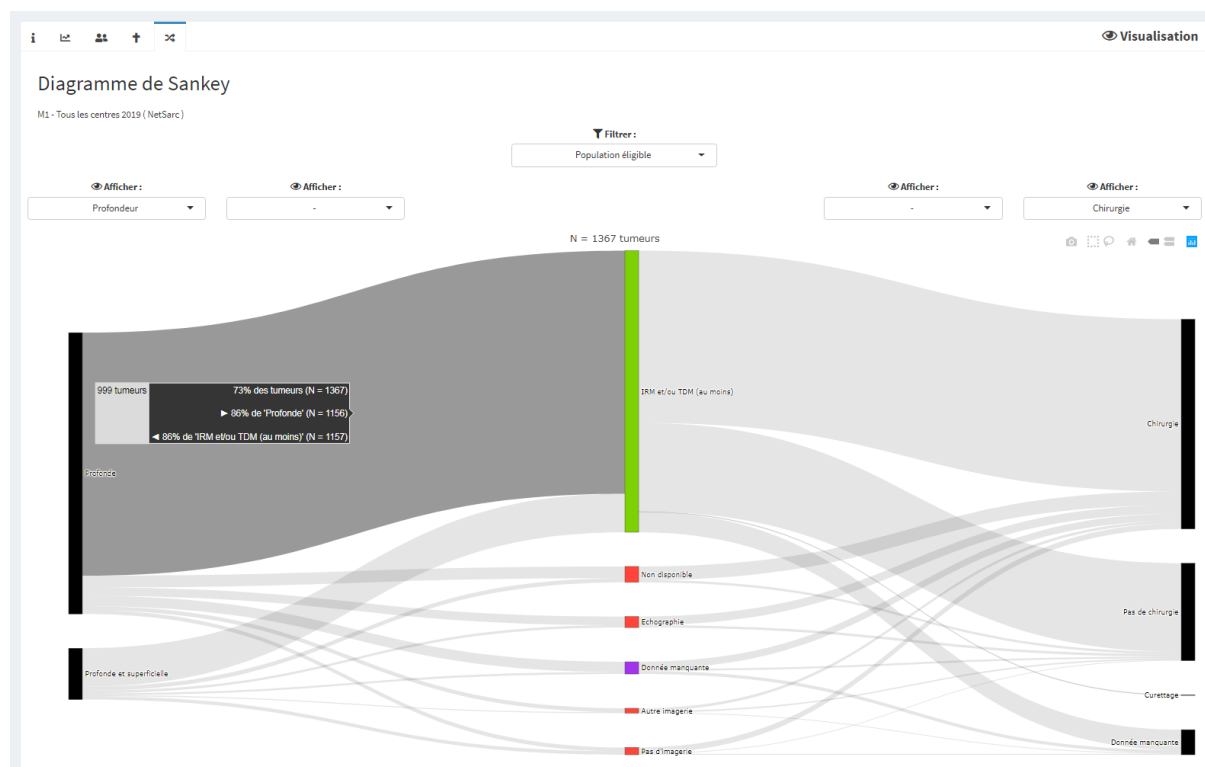 Visualisation
Diagramme de Sankey
M1 - Tous les centres 2019 ( NetSarc )
Filtrer :
Population éligible
Afficher :
Afficher :
Afficher :
Afficher :
Profondeur
-
-
Chirurgie
N = 1367 tumeurs
999 tumeurs
73% des tumeurs (N = 1367)
► 86% de 'Profonde' (N = 1156)
◄ 86% de 'IRM et/ou TDM (au moins)' (N = 1157)
IRM et/ou TDM (au moins)
Chirurgie
Profonde
Non disponible
Pas de chirurgie
Echographie
Donnée manquante
Profonde et superficielle
Curettage
Autre imagerie
Donnée manquante
Pas d'imagerie